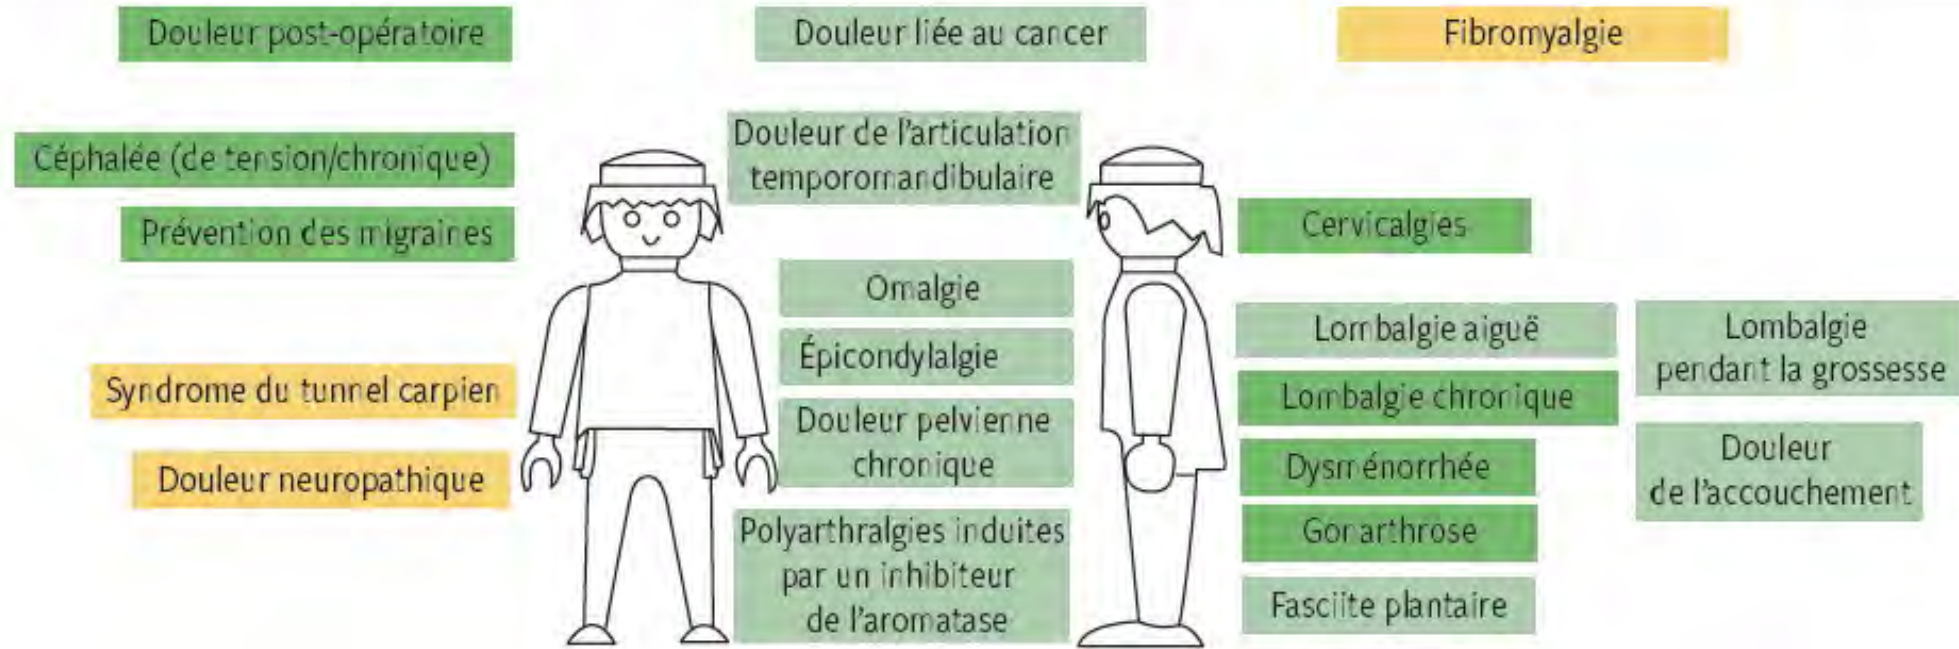 Douleur post-opératoire
Douleur liée au cancer
Fibromyalgie
Céphalée (de tension/chronique)
Prévention des migraines
Douleur de l'articulation
temporomandibulaire
Cervicalgies
Omalgie
Épicondylalgie
Douleur pelvienne
chronique
Polyarthralgies induites
par un inhibiteur
de l'aromatase
Syndrome du tunnel carpien
Douleur neuropathique
Lombalgie aiguë
Lombalgie chronique
Dysménorrhée
Gonarthrose
Fasciite plantaire
Lombalgie
pendant la grossesse
Douleur
de l'accouchement